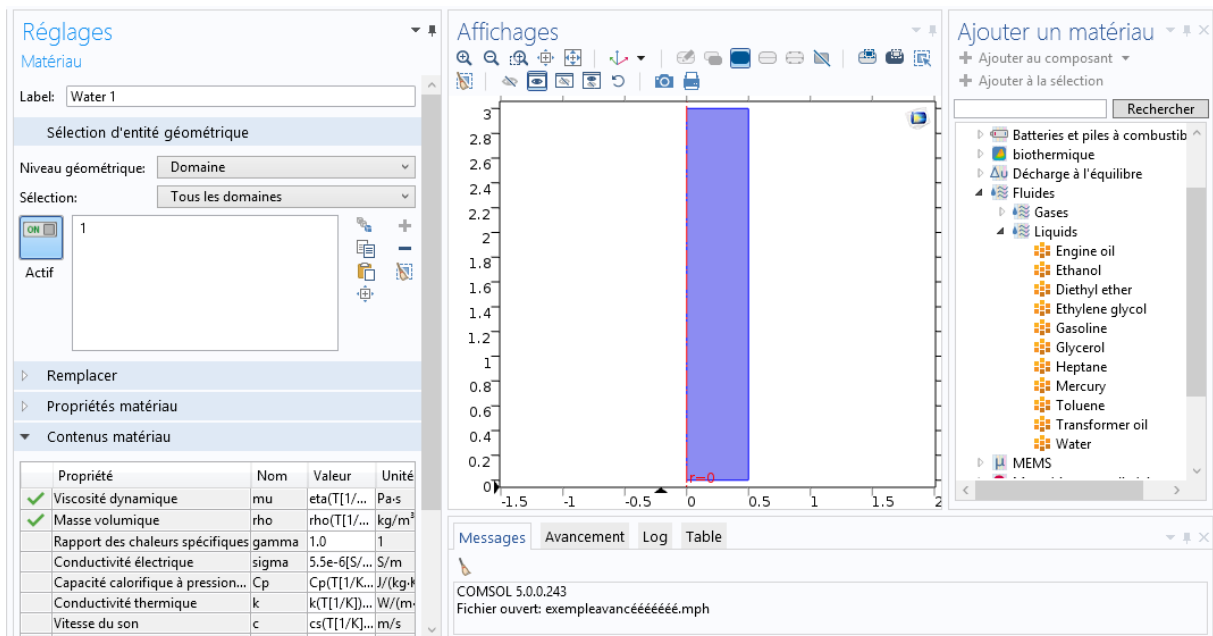 Réglages
Matériau
Label: Water 1
Sélection d'entité géométrique
Niveau géométrique: Domaine
Sélection: Tous les domaines
ON
1
Actif
Remplacer
Propriétés matériau
Contenus matériau
Propriété Nom Valeur Unité
Viscosité dynamique mu eta(T[1/... Pa·s
Masse volumique rho rho(T[1/... kg/m³
Rapport des chaleurs spécifiques gamma 1.0 1
Conductivité électrique sigma 5.5e-6[S/... S/m
Capacité calorifique à pression... Cp Cp(T[1/K... J/(kg·K
Conductivité thermique k k(T[1/K])... W/(m·
Vitesse du son c cs(T[1/K]... m/s
Affichages
3
2.8
2.6
2.4
2.2
2
1.8
1.6
1.4
1.2
1
0.8
0.6
0.4
0.2
0
r=0
-1.5 -1 -0.5 0 0.5 1 1.5 2
Messages Avancement Log Table
COMSOL 5.0.0.243
Fichier ouvert: exempleavancééééééé.mph
Ajouter un matériau
Ajouter au composant
Ajouter à la sélection
Rechercher
Batteries et piles à combustib
biothermique
Δυ Décharge à l'équilibre
Fluides
Gases
Liquids
Engine oil
Ethanol
Diethyl ether
Ethylene glycol
Gasoline
Glycerol
Heptane
Mercury
Toluene
Transformer oil
Water
μ MEMS